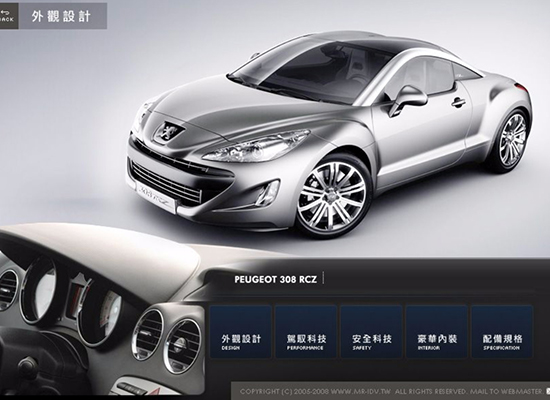 BACK
外觀設計
308 RCZ
PEUGEOT 308 RCZ
外觀設計
DESIGN
駕馭科技
PERFORMANCE
安全科技
SAFETY
豪華內裝
INTERIOR
配備規格
SPECIFICATION
COPYRIGHT (C) 2005-2008 WWW.MR-IDV.TW ALL RIGHTS RESERVED. MAIL TO WEBMASTER.